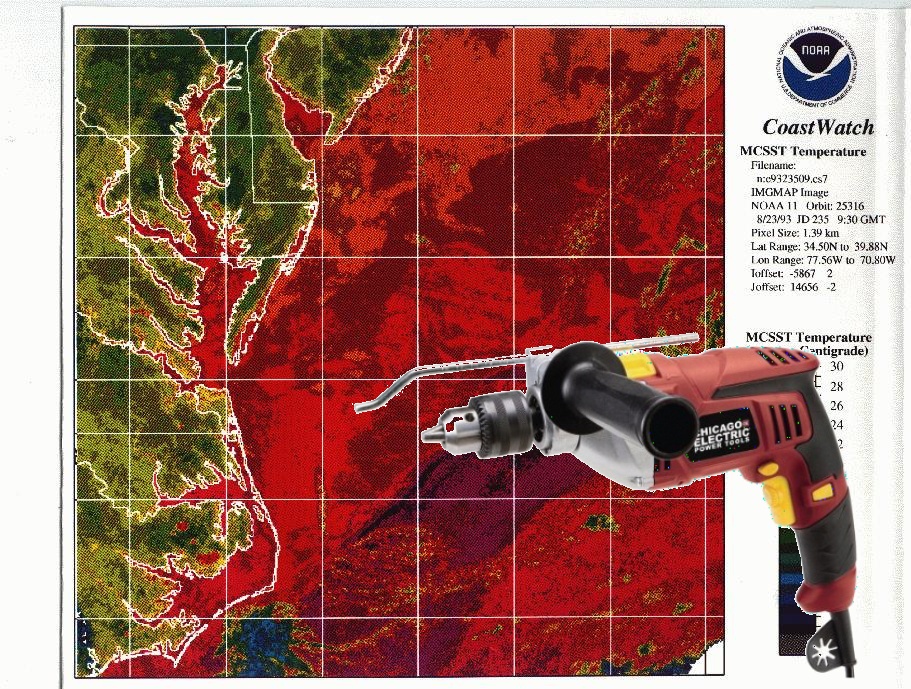 NATIONAL OCEANIC AND ATMOSPHERIC ADMINISTRATION
NOAA
U.S. DEPARTMENT OF COMMERCE
CoastWatch
MCSST Temperature
Filename:
n:c9323509.cs7
IMGMAP Image
NOAA 11 Orbit: 25316
8/23/93 JD 235 9:30 GMT
Pixel Size: 1.39 km
Lat Range: 34.50N to 39.88N
Lon Range: 77.56W to 70.80W
Ioffset: -5867 2
Joffset: 14656 -2
MCSST Temperature
entigrade)
30
28
26
24
2
CHICAGO
ELECTRIC
POWER TOOLS